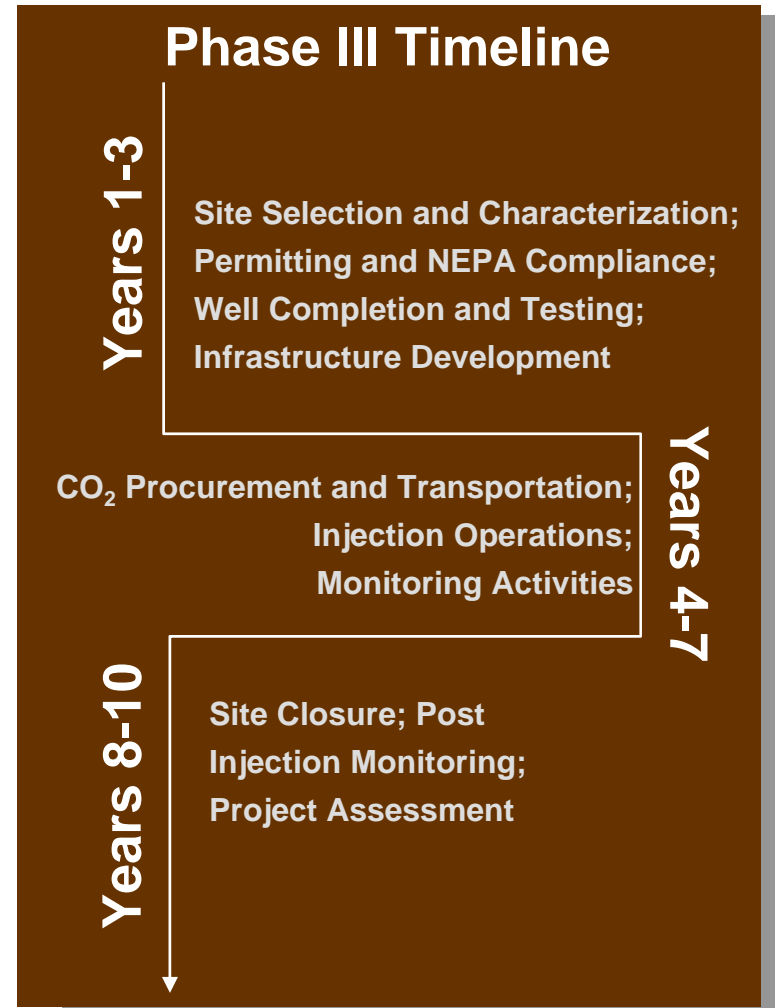 Phase III Timeline
Years 1-3
Site Selection and Characterization;
Permitting and NEPA Compliance;
Well Completion and Testing;
Infrastructure Development
Years 4-7
CO₂ Procurement and Transportation;
Injection Operations;
Monitoring Activities
Years 8-10
Site Closure; Post
Injection Monitoring;
Project Assessment